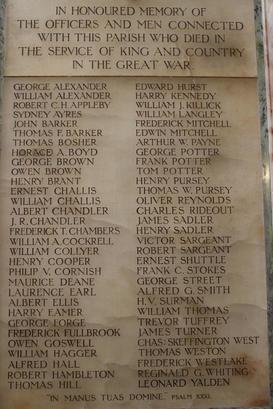 IN HONOURED MEMORY OF
THE OFFICERS AND MEN CONNECTED
WITH THIS PARISH WHO DIED IN
THE SERVICE OF KING AND COUNTRY
IN THE GREAT WAR
GEORGE ALEXANDER
WILLIAM ALEXANDER
ROBERT C. H. APPLEBY
SYDNEY AYRES
JOHN BARKER
THOMAS F. BARKER
THOMAS BOSHER
HORACE A. BOYD
GEORGE BROWN
OWEN BROWN
HENRY BRANT
ERNEST CHALLIS
WILLIAM CHALLIS
ALBERT CHANDLER
J. R. CHANDLER
FREDERICK T. CHAMBERS
WILLIAM A. COCKRELL
WILLIAM COLLYER
HENRY COOPER
PHILIP V. CORNISH
MAURICE DEANE
LAURENCE EARL
ALBERT ELLIS
HARRY EAMER
GEORGE FORGE
FREDERICK FULLBROOK
OWEN GOSWELL
WILLIAM HAGGER
ALFRED HALL
ROBERT HAMBLETON
THOMAS HILL
EDWARD HURST
HARRY KENNEDY
WILLIAM J. KILLICK
WILLIAM LANGLEY
FREDERICK MITCHELL
EDWIN MITCHELL
ARTHUR W. PAYNE
GEORGE POTTER
FRANK POTTER
TOM POTTER
HENRY PURSEY
THOMAS W. PURSEY
OLIVER REYNOLDS
CHARLES RIDEOUT
JAMES SADLER
HENRY SADLER
VICTOR SARGEANT
ROBERT SARGEANT
ERNEST SHUTTLE
FRANK C. STOKES
GEORGE STREET
ALFRED G. SMITH
H. V. SURMAN
WILLIAM THOMAS
TREVOR TUFFREY
JAMES TURNER
CHAS: SKEFFINGTON WEST
THOMAS WESTON
FREDERICK WESTLAKE
REGINALD G. WHITING
LEONARD YALDEN
"IN MANUS TUAS DOMINE." PSALM XXXI.